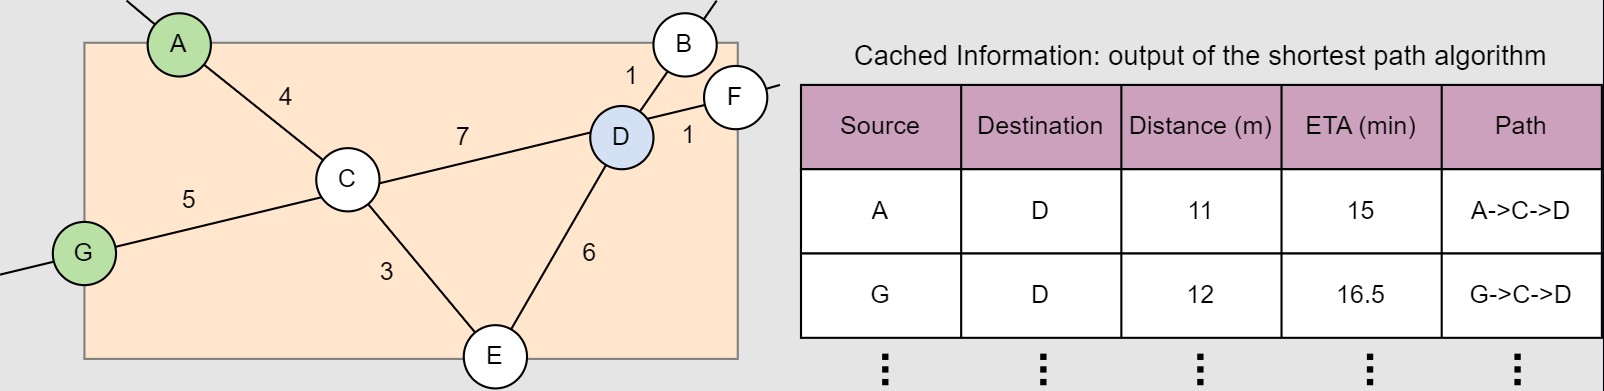 A
B
F
1
4
D
1
7
C
5
G
3
6
E
Cached Information: output of the shortest path algorithm
Source Destination Distance (m) ETA (min) Path
A D 11 15 A->C->D
G D 12 16.5 G->C->D